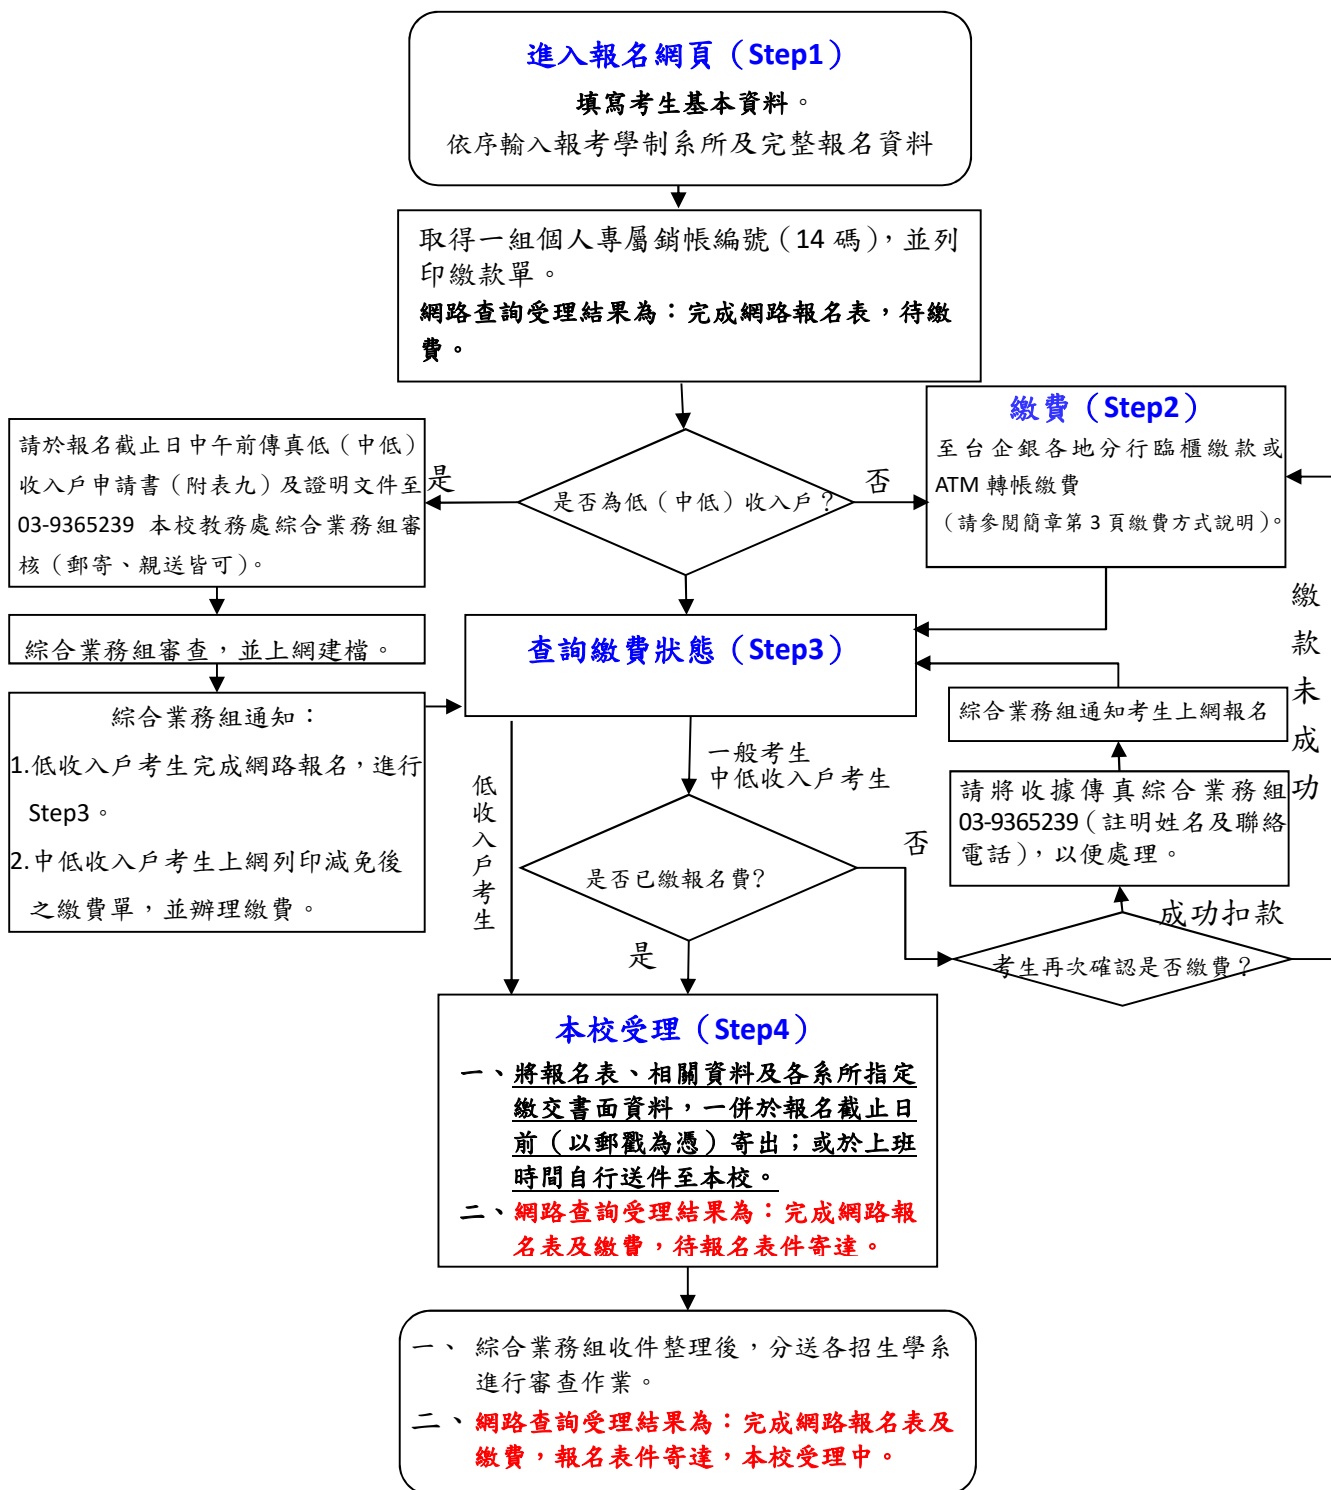 進入報名網頁（Step1）
填寫考生基本資料。
依序輸入報考學制系所及完整報名資料
取得一組個人專屬銷帳編號（14 碼），並列
印繳款單。
網路查詢受理結果為：完成網路報名表，待繳
費。
是否為低（中低）收入戶？
是
否
請於報名截止日中午前傳真低（中低）
收入戶申請書（附表九）及證明文件至
03-9365239 本校教務處綜合業務組審
核（郵寄、親送皆可）。
綜合業務組審查，並上網建檔。
綜合業務組通知：
1.低收入戶考生完成網路報名，進行
Step3。
2.中低收入戶考生上網列印減免後
之繳費單，並辦理繳費。
繳費（Step2）
至台企銀各地分行臨櫃繳款或
ATM 轉帳繳費
（請參閱簡章第 3 頁繳費方式說明）。
查詢繳費狀態（Step3）
低收入戶考生
一般考生
中低收入戶考生
是否已繳報名費？
是
否
考生再次確認是否繳費？
成功扣款
請將收據傳真綜合業務組
03-9365239（註明姓名及聯絡
電話），以便處理。
綜合業務組通知考生上網報名
繳款未成功
本校受理（Step4）
一、將報名表、相關資料及各系所指定
繳交書面資料，一併於報名截止日
前（以郵戳為憑）寄出；或於上班
時間自行送件至本校。
二、網路查詢受理結果為：完成網路報
名表及繳費，待報名表件寄達。
一、 綜合業務組收件整理後，分送各招生學系
進行審查作業。
二、網路查詢受理結果為：完成網路報名表及
繳費，報名表件寄達，本校受理中。